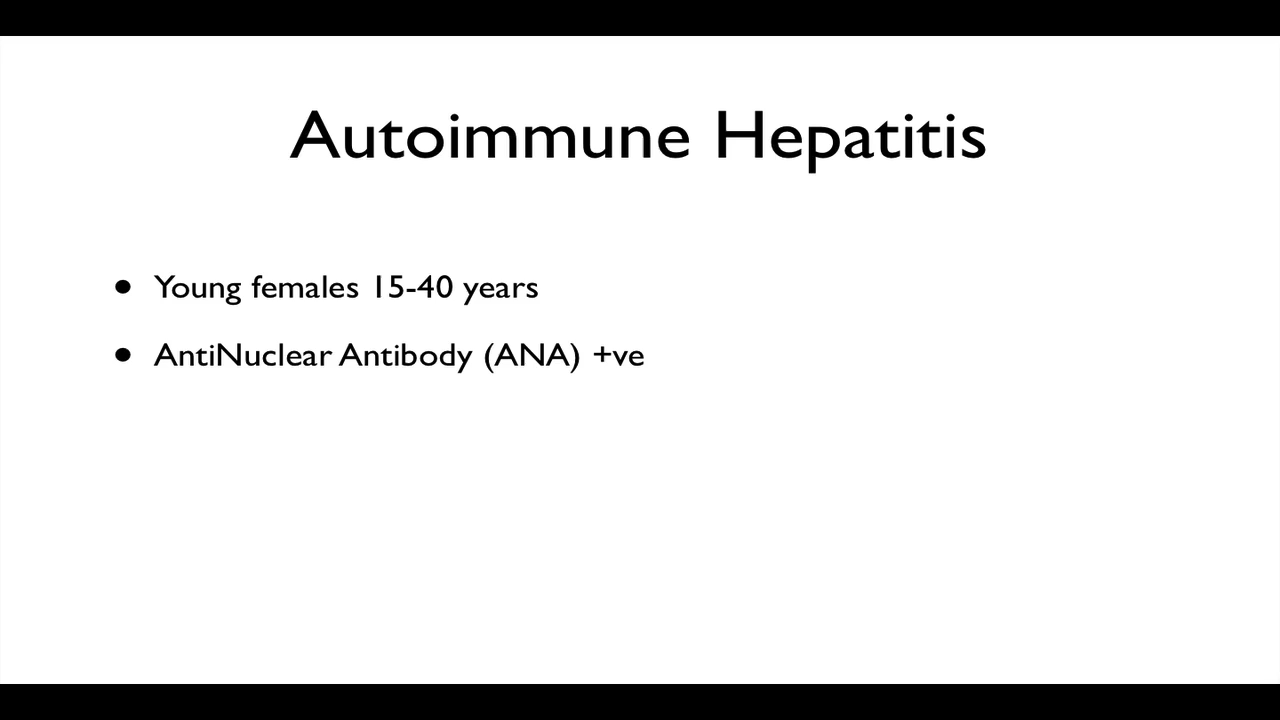 Autoimmune Hepatitis
• Young females 15-40 years
• AntiNuclear Antibody (ANA) +ve